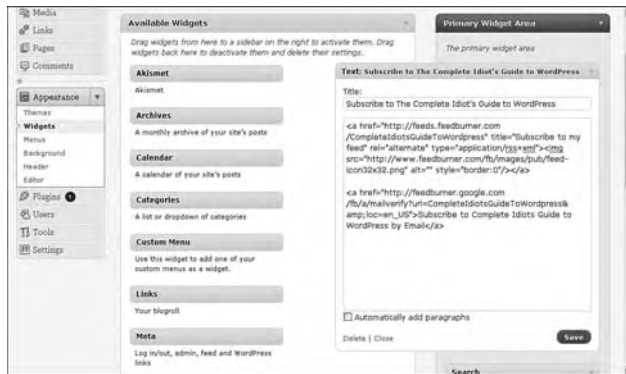 Media
Links
Pages
Comments
Appearance
Themes
Widgets
Menus
Background
Header
Editor
Plugins 1
Users
Tools
Settings
Available Widgets
Drag widgets from here to a sidebar on the right to activate them. Drag
widgets back here to deactivate them and delete their settings.
Akismet
Akismet
Archives
A monthly archive of your site's posts
Calendar
A calendar of your site's posts
Categories
A list or dropdown of categories
Custom Menu
Use this widget to add one of your
custom menus as a widget.
Links
Your blogroll
Meta
Log in/out, admin, feed and WordPress
links
Primary Widget Area
The primary widget area
Text: Subscribe to The Complete Idiot's Guide to WordPress
Title:
Subscribe to The Complete Idiot's Guide to WordPress
<a href="http://feeds.feedburner.com
/CompleteIdiotsGuideToWordpress" title="Subscribe to my
feed" rel="alternate" type="application/rss+xml"><img
src="http://www.feedburner.com/fb/images/pub/feed-
icon32x32.png" alt="" style="border:0"/></a>
<a href="http://feedburner.google.com
/fb/a/mailverify?uri=CompleteIdiotsGuideToWordpress&
amp;loc=en_US">Subscribe to Complete Idiots Guide to
WordPress by Email</a>
Automatically add paragraphs
Delete | Close
Save
Search